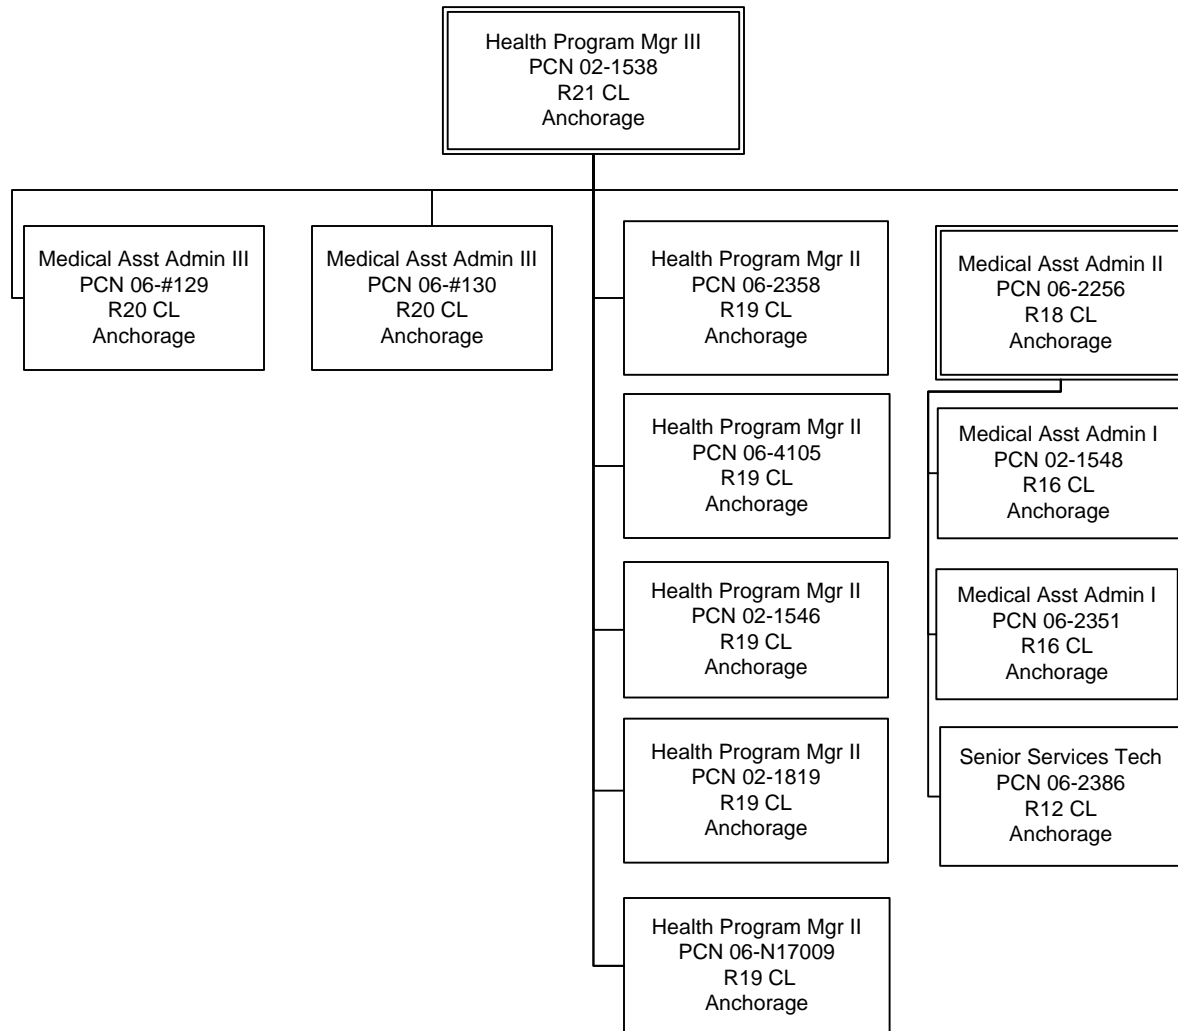 Health Program Mgr III
PCN 02-1538
R21 CL
Anchorage
Medical Asst Admin III
PCN 06-#129
R20 CL
Anchorage
Medical Asst Admin III
PCN 06-#130
R20 CL
Anchorage
Health Program Mgr II
PCN 06-2358
R19 CL
Anchorage
Medical Asst Admin II
PCN 06-2256
R18 CL
Anchorage
Health Program Mgr II
PCN 06-4105
R19 CL
Anchorage
Medical Asst Admin I
PCN 02-1548
R16 CL
Anchorage
Health Program Mgr II
PCN 02-1546
R19 CL
Anchorage
Medical Asst Admin I
PCN 06-2351
R16 CL
Anchorage
Health Program Mgr II
PCN 02-1819
R19 CL
Anchorage
Senior Services Tech
PCN 06-2386
R12 CL
Anchorage
Health Program Mgr II
PCN 06-N17009
R19 CL
Anchorage